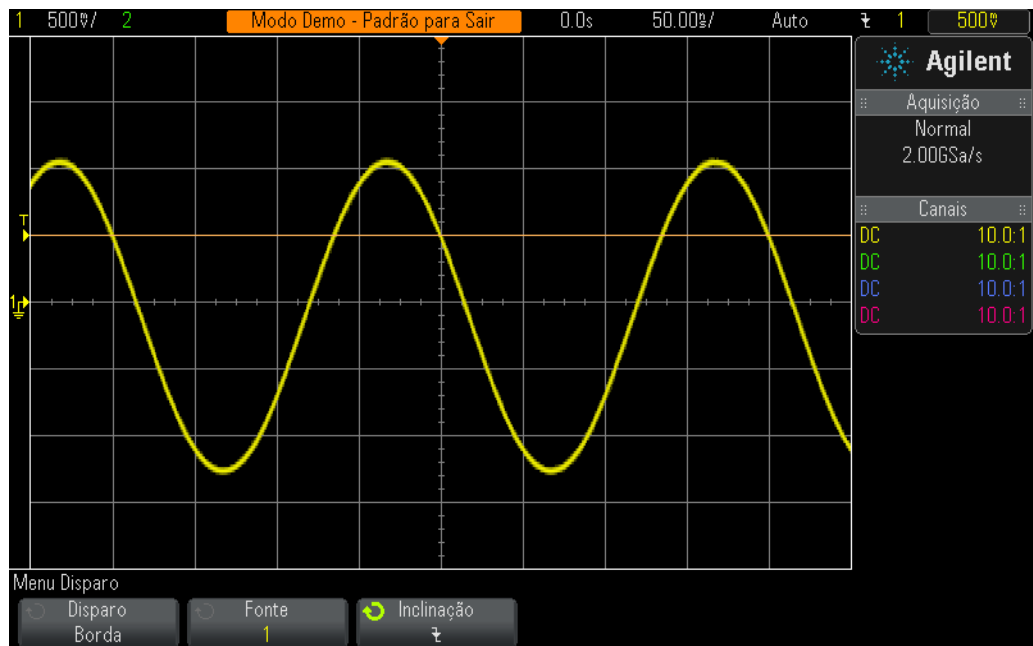 1 500mV/ 2 Modo Demo - Padrão para Sair 0.0s 50.00ns/ Auto 1 500mV
Agilent
Aquisição
Normal
2.00GSa/s
Canais
DC 10.0:1
DC 10.0:1
DC 10.0:1
DC 10.0:1
T
1
Menu Disparo
Disparo
Borda
Fonte
1
Inclinação